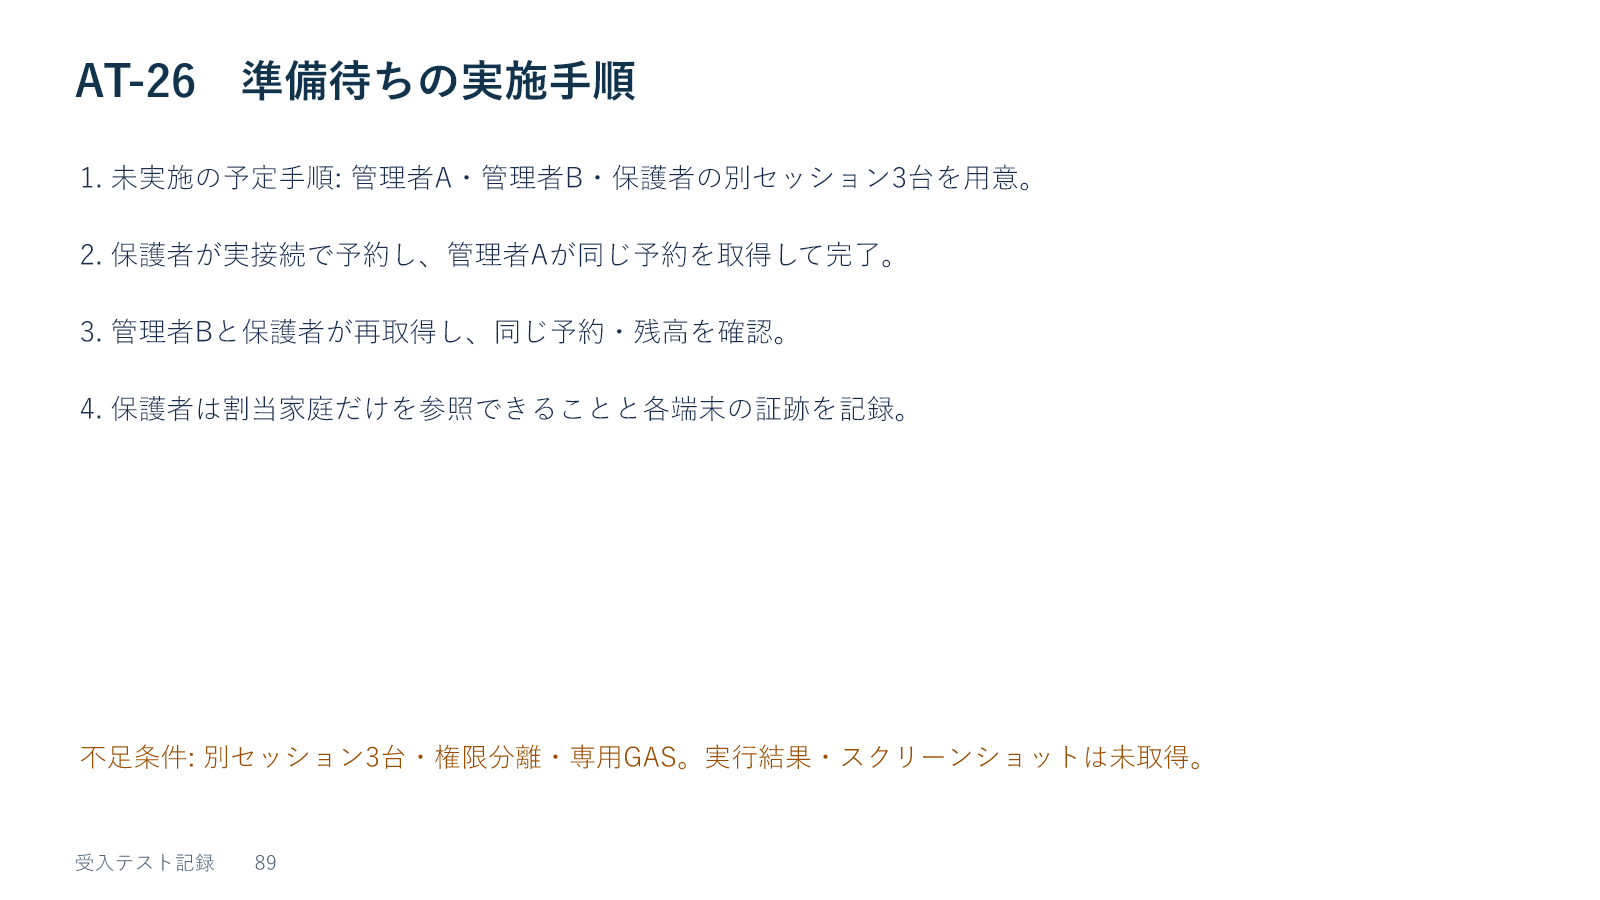 AT-26　準備待ちの実施手順
1. 未実施の予定手順: 管理者A・管理者B・保護者の別セッション3台を用意。
2. 保護者が実接続で予約し、管理者Aが同じ予約を取得して完了。
3. 管理者Bと保護者が再取得し、同じ予約・残高を確認。
4. 保護者は割当家庭だけを参照できることと各端末の証跡を記録。
不足条件: 別セッション3台・権限分離・専用GAS。実行結果・スクリーンショットは未取得。
受入テスト記録　　89